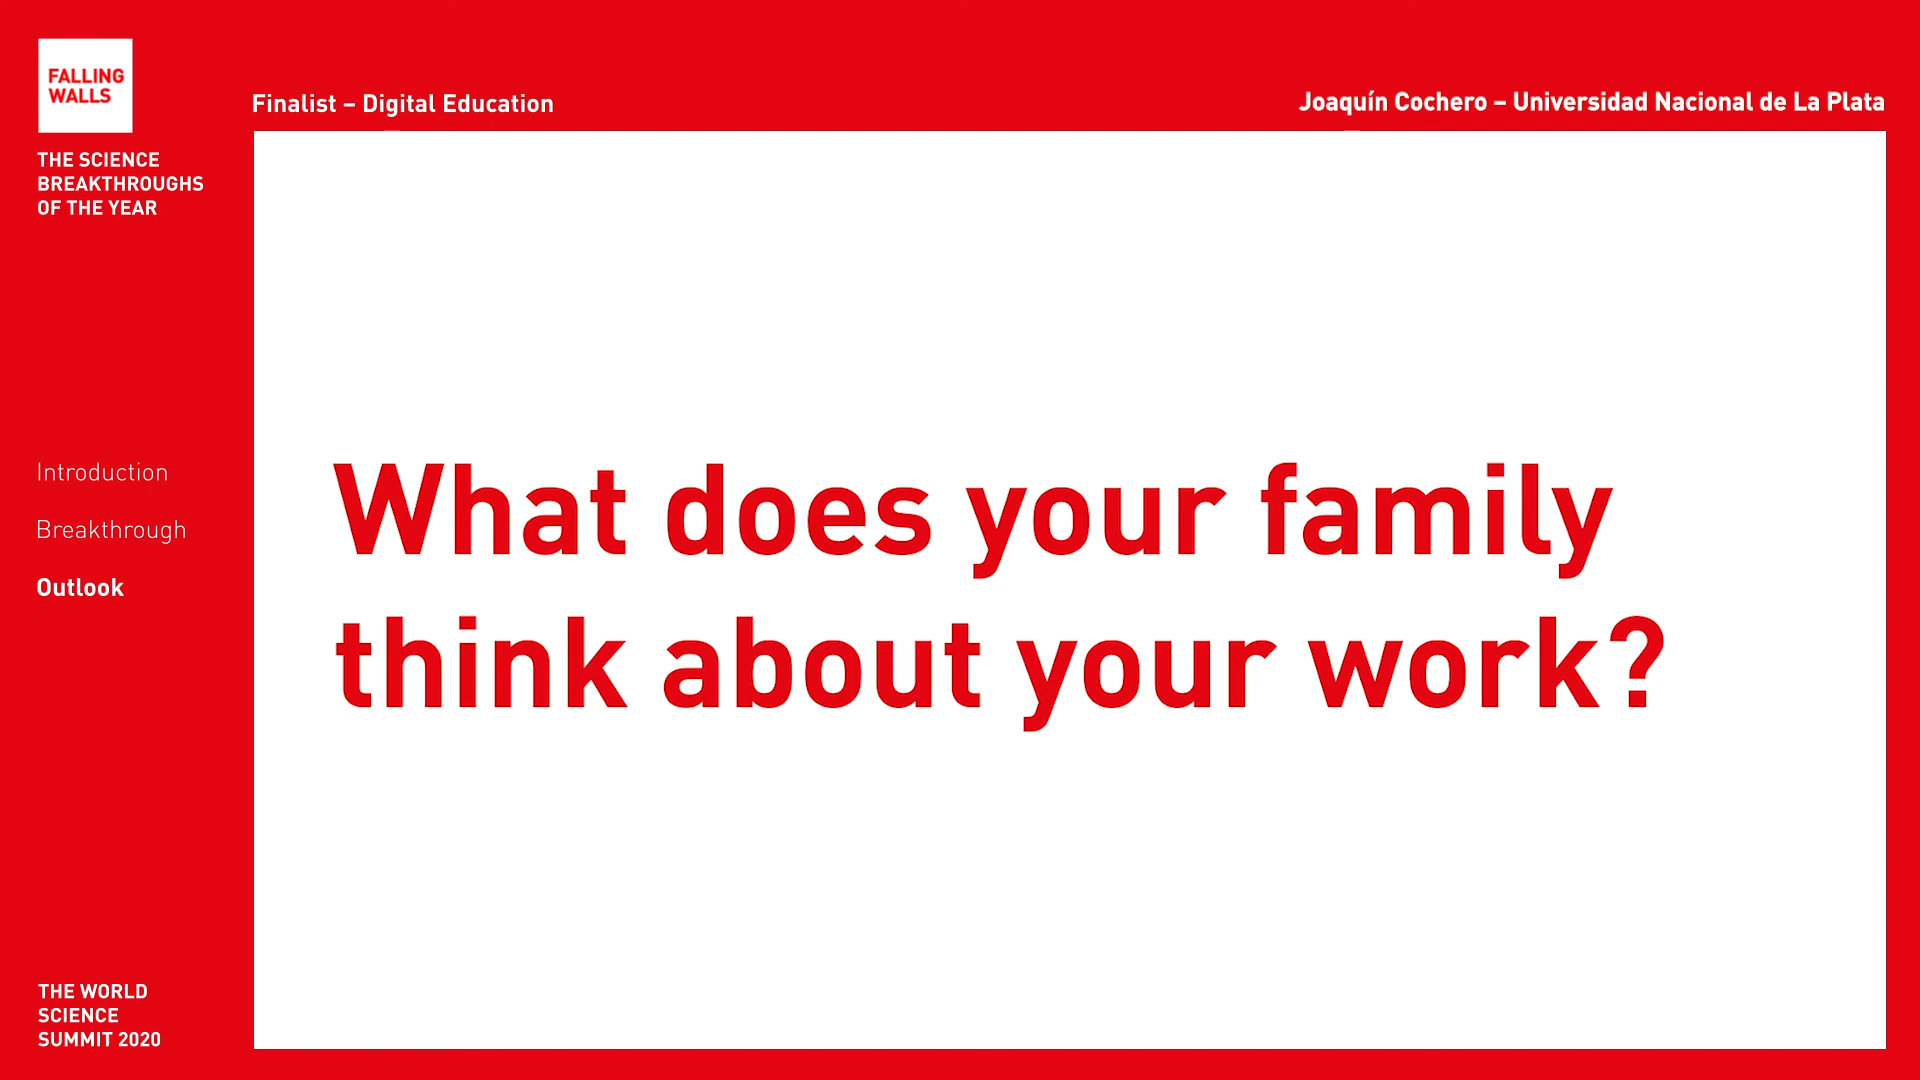 FALLING
WALLS
THE SCIENCE
BREAKTHROUGHS
OF THE YEAR
Finalist – Digital Education
Joaquín Cochero – Universidad Nacional de La Plata
Introduction
Breakthrough
Outlook
What does your family
think about your work?
THE WORLD
SCIENCE
SUMMIT 2020